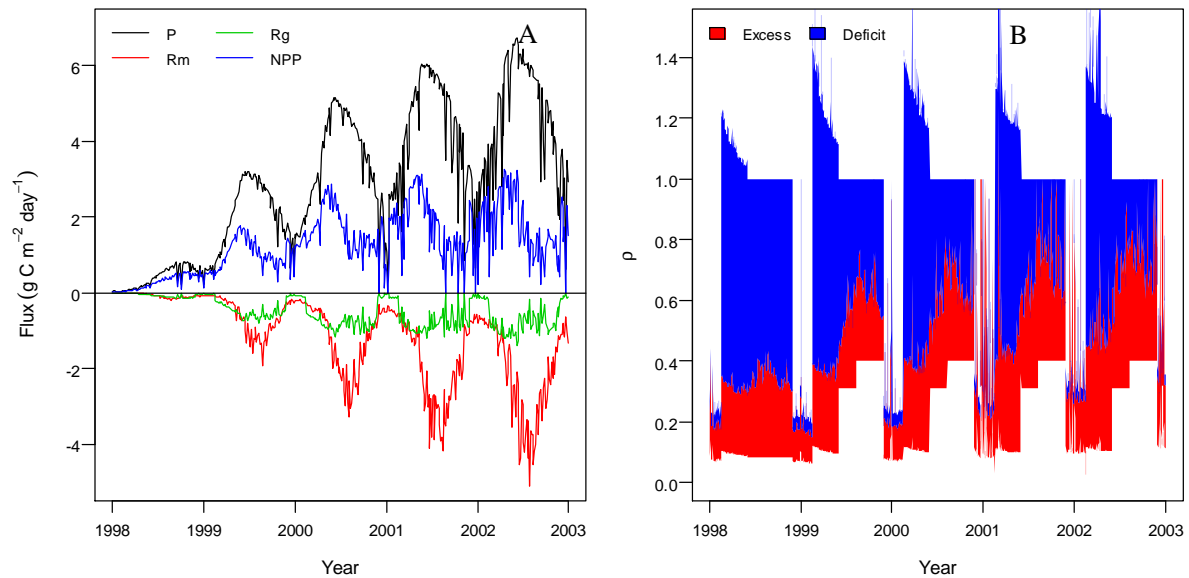 P
Rm
Rg
NPP
A
6
4
2
0
−2
−4
Flux (g C m⁻² day⁻¹)
1998 1999 2000 2001 2002 2003
Year
Excess Deficit
B
1.4
1.2
1.0
0.8
0.6
0.4
0.2
0.0
ρ
1998 1999 2000 2001 2002 2003
Year